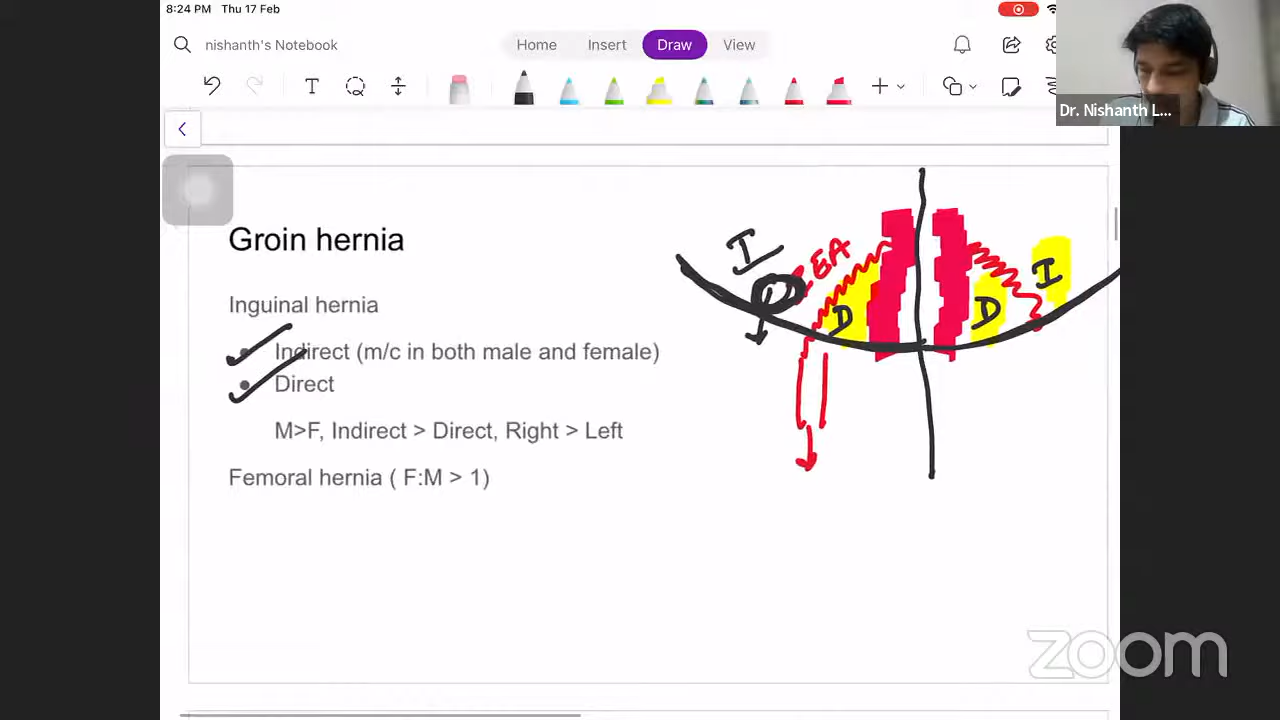 8:24 PM Thu 17 Feb
nishanth's Notebook
Home Insert Draw View
Dr. Nishanth L...
Groin hernia
Inguinal hernia
Indirect (m/c in both male and female)
Direct
M>F, Indirect > Direct, Right > Left
Femoral hernia ( F:M > 1)
I
EA
D
D
I
zoom